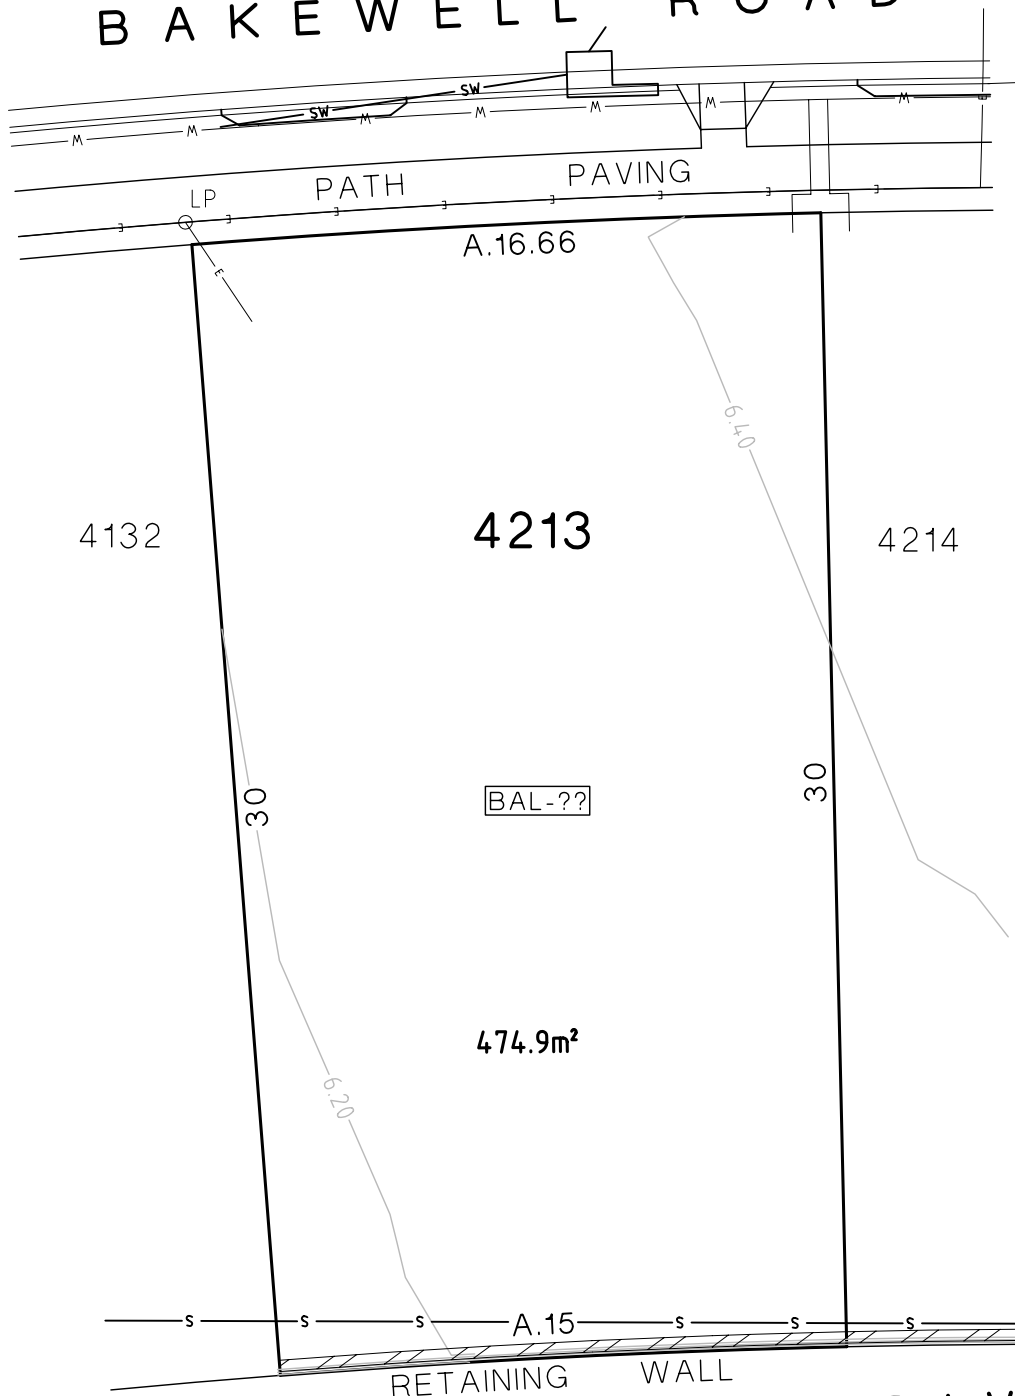 BAKEWELL ROAD
SW SW
M M M M M M M
PATH PAVING
LP
A.16.66
E
6.40
4132 4213 4214
30 BAL-?? 30
474.9m²
6.20
S S S A.15 S S S
RETAINING WALL